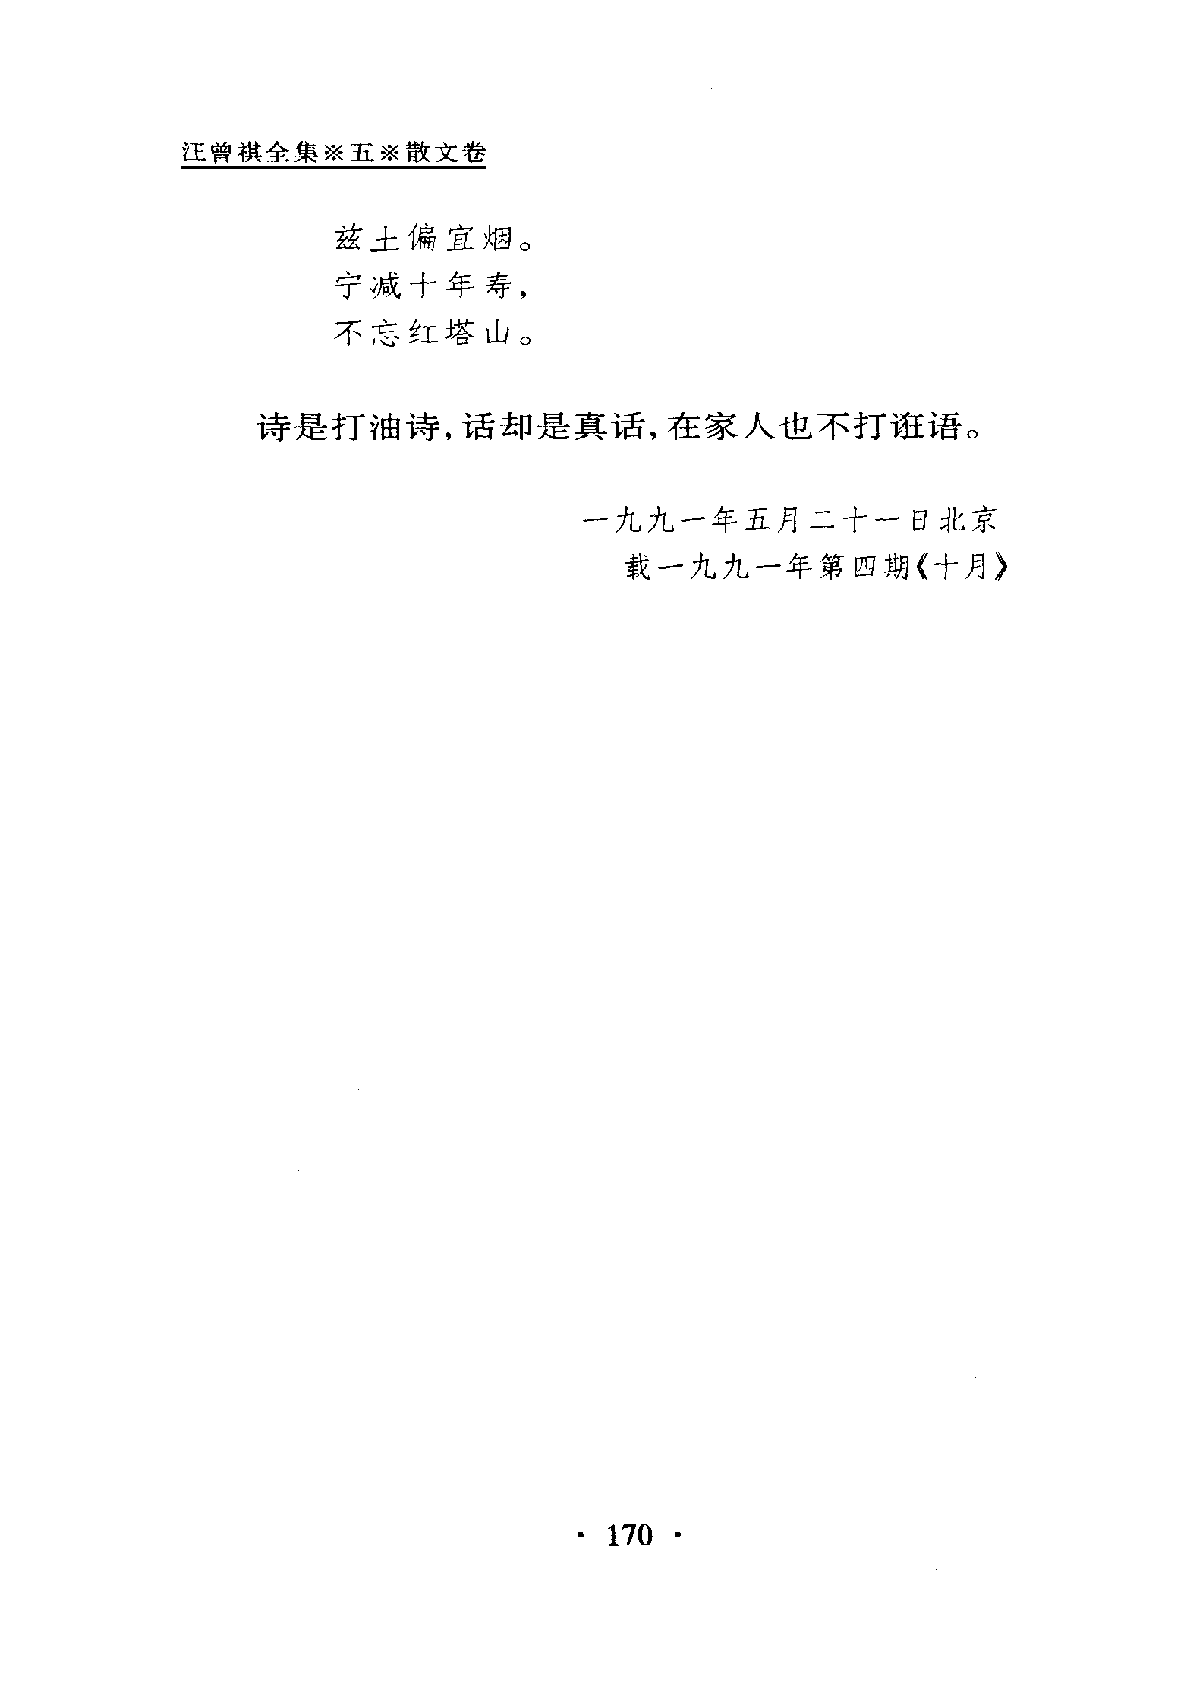 汪曾祺全集※五※散文卷
兹土偏宜烟。
宁减十年寿，
不忘红塔山。
诗是打油诗，话却是真话，在家人也不打诳语。
一九九一年五月二十一日北京
载一九九一年第四期《十月》
· 170 ·